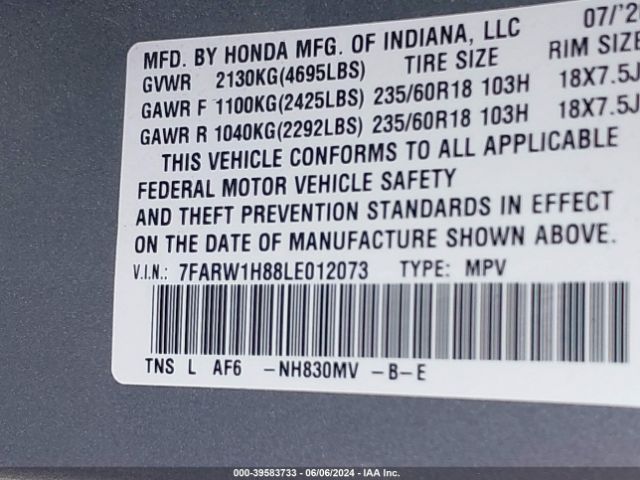 MFD. BY HONDA MFG. OF INDIANA, LLC 07/'20
GVWR 2130KG(4695LBS) TIRE SIZE RIM SIZE
GAWR F 1100KG(2425LBS) 235/60R18 103H 18X7.5J
GAWR R 1040KG(2292LBS) 235/60R18 103H 18X7.5J
THIS VEHICLE CONFORMS TO ALL APPLICABLE
FEDERAL MOTOR VEHICLE SAFETY
AND THEFT PREVENTION STANDARDS IN EFFECT
ON THE DATE OF MANUFACTURE SHOWN ABOVE.
V.I.N.: 7FARW1H88LE012073 TYPE: MPV
TNS L AF6 -NH830MV -B-E
000-39583733 - 06/06/2024 - IAA Inc.